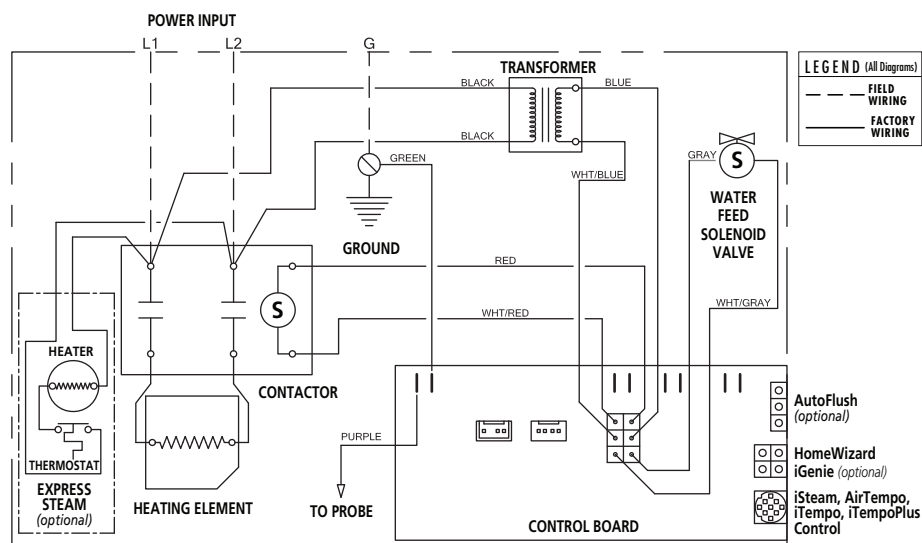 POWER INPUT
L1
L2
G
TRANSFORMER
BLACK
BLUE
BLACK
GREEN
WHT/BLUE
GRAY
S
WATER
FEED
SOLENOID
VALVE
LEGEND (All Diagrams)
FIELD
WIRING
FACTORY
WIRING
GROUND
RED
S
WHT/RED
WHT/GRAY
HEATER
CONTACTOR
THERMOSTAT
EXPRESS
STEAM
(optional)
HEATING ELEMENT
PURPLE
TO PROBE
CONTROL BOARD
AutoFlush
(optional)
HomeWizard
iGenie (optional)
iSteam, AirTempo,
iTempo, iTempoPlus
Control